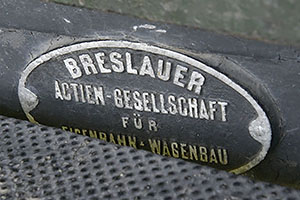 BRESLAUER
ACTIEN-GESELLSCHAFT
FÜR
EISENBAHN-WAGENBAU